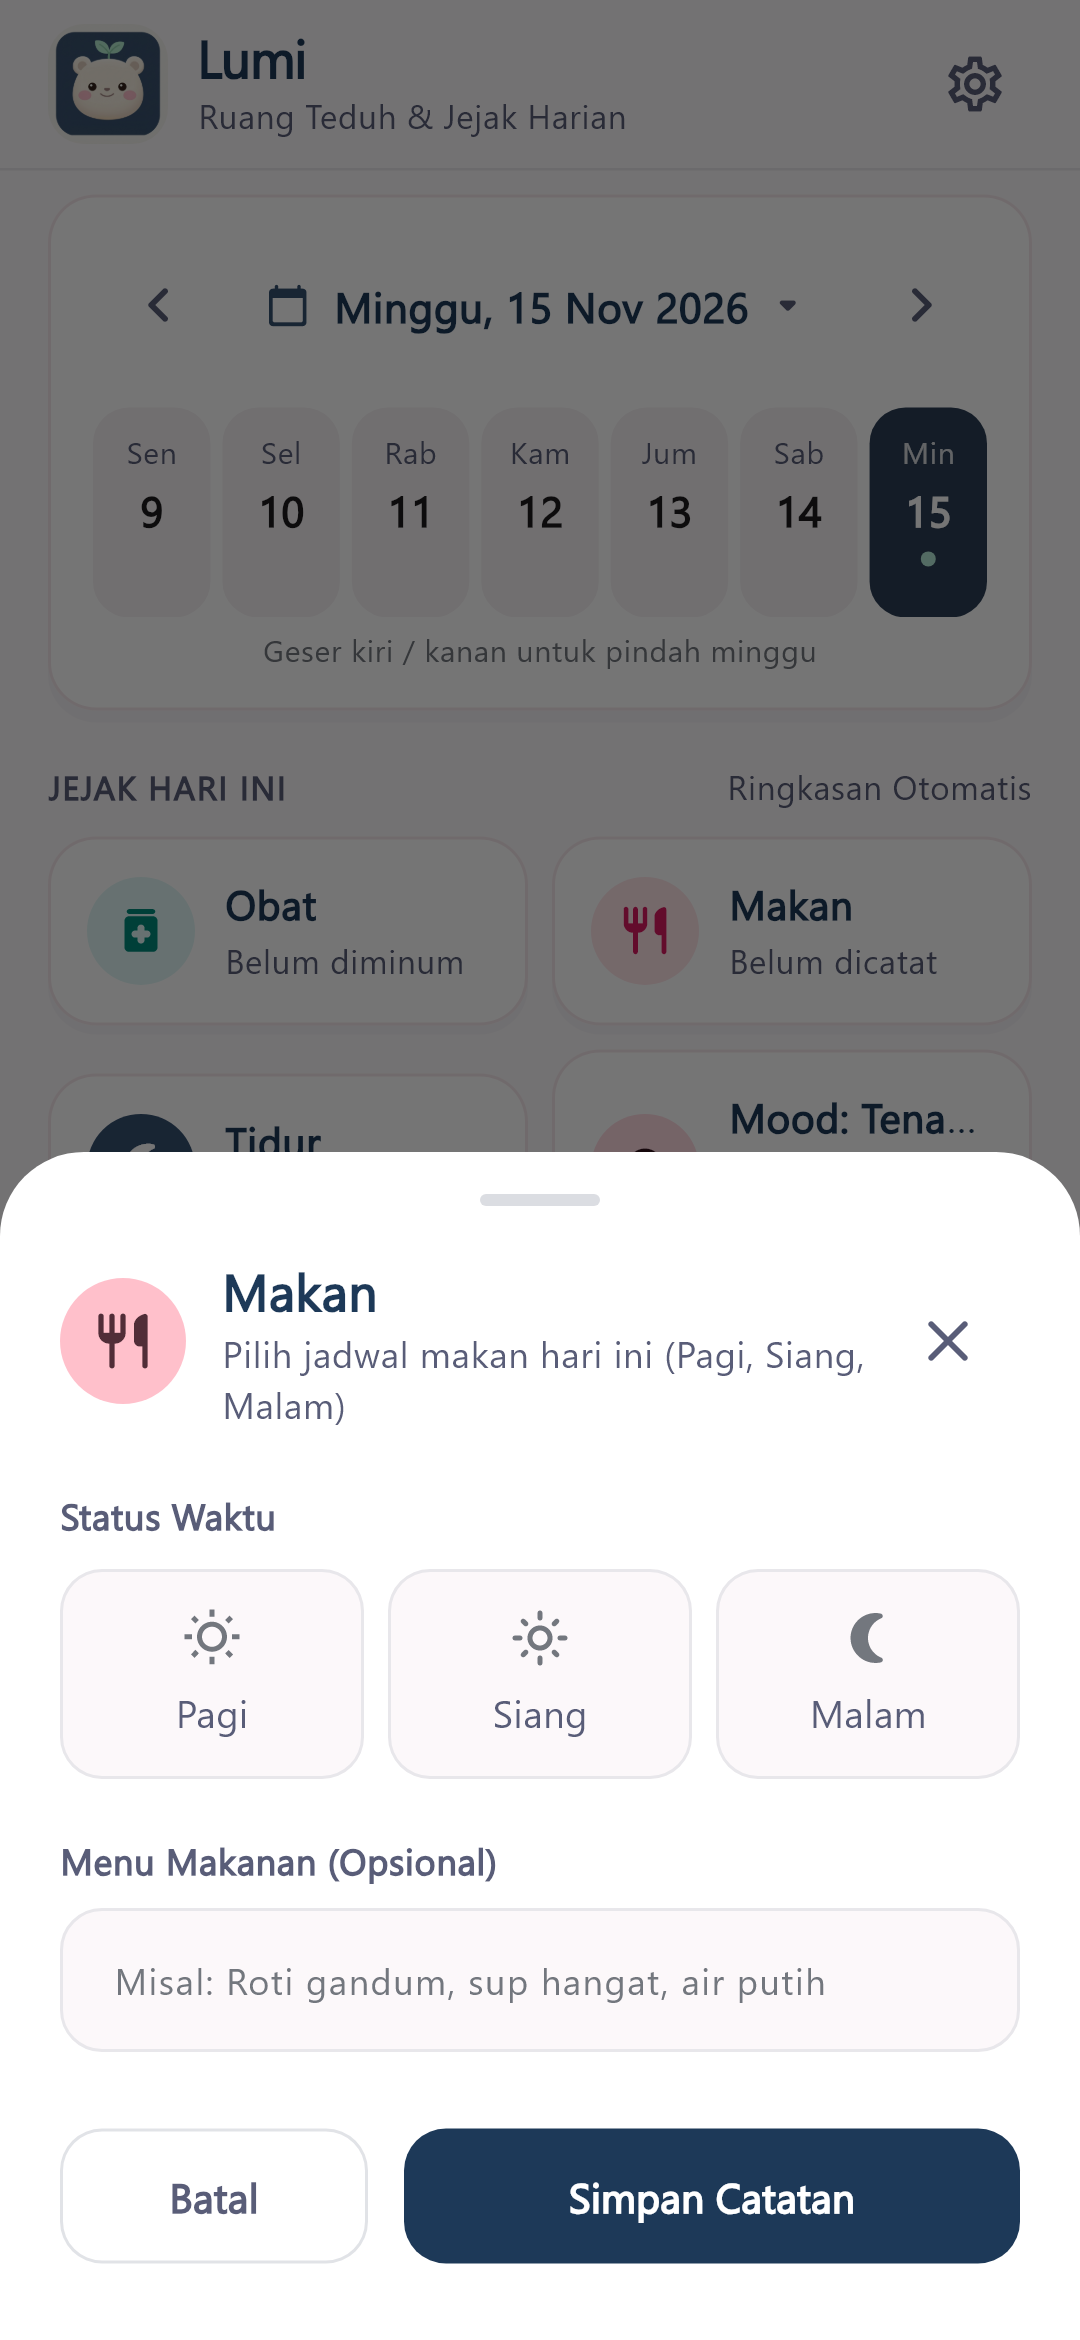 Lumi
Ruang Teduh & Jejak Harian
Minggu, 15 Nov 2026
Sen Sel Rab Kam Jum Sab Min
9 10 11 12 13 14 15
Geser kiri / kanan untuk pindah minggu
JEJAK HARI INI Ringkasan Otomatis
Obat
Belum diminum
Makan
Belum dicatat
Tidur
Mood: Tena...
Makan
Pilih jadwal makan hari ini (Pagi, Siang,
Malam)
Status Waktu
Pagi Siang Malam
Menu Makanan (Opsional)
Misal: Roti gandum, sup hangat, air putih
Batal Simpan Catatan